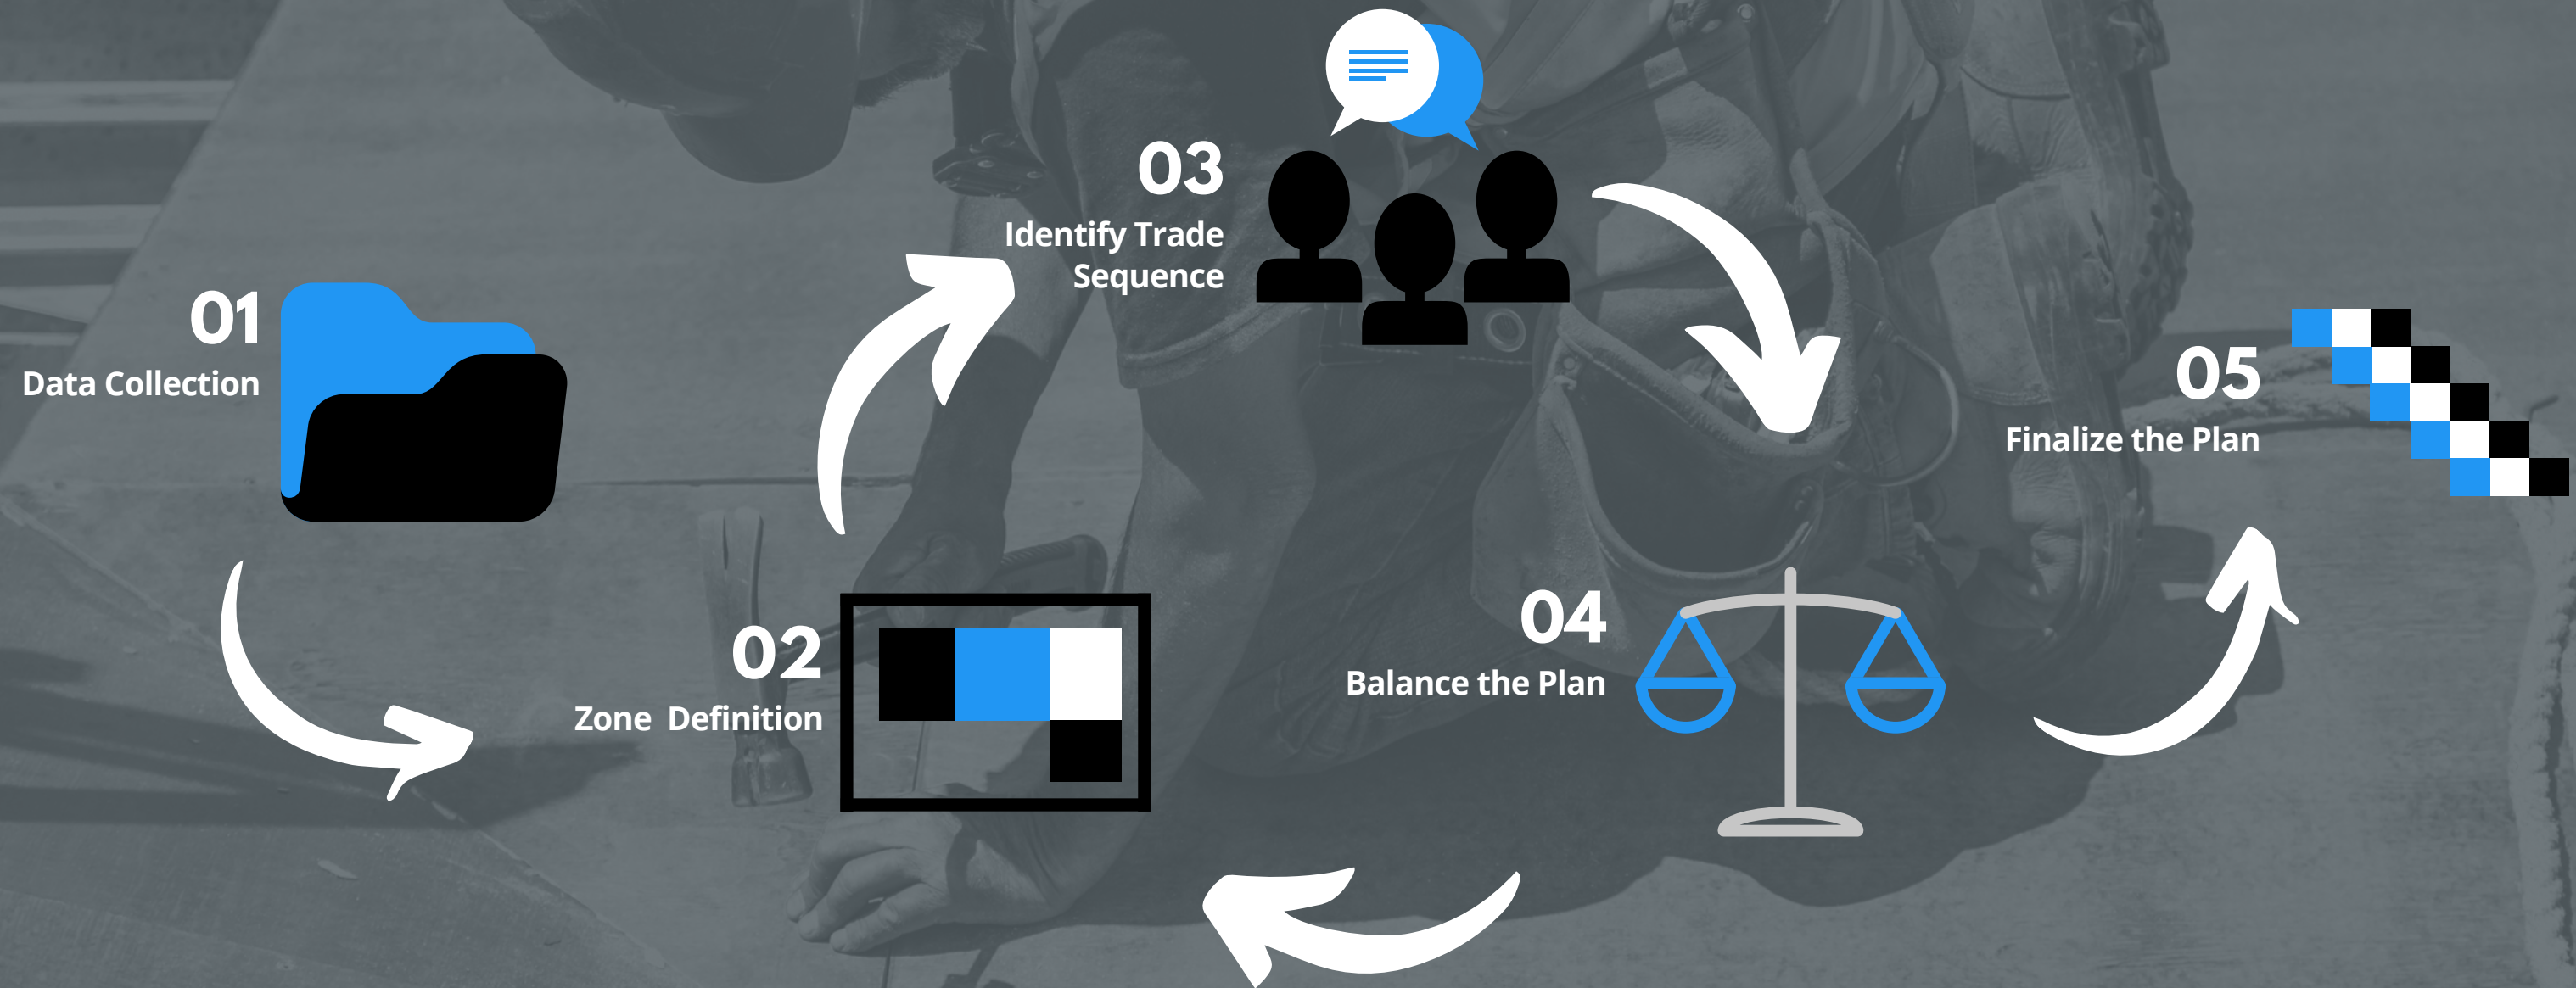 01
Data Collection
02
Zone  Definition
03
Identify Trade
Sequence
04
Balance the Plan
05
Finalize the Plan